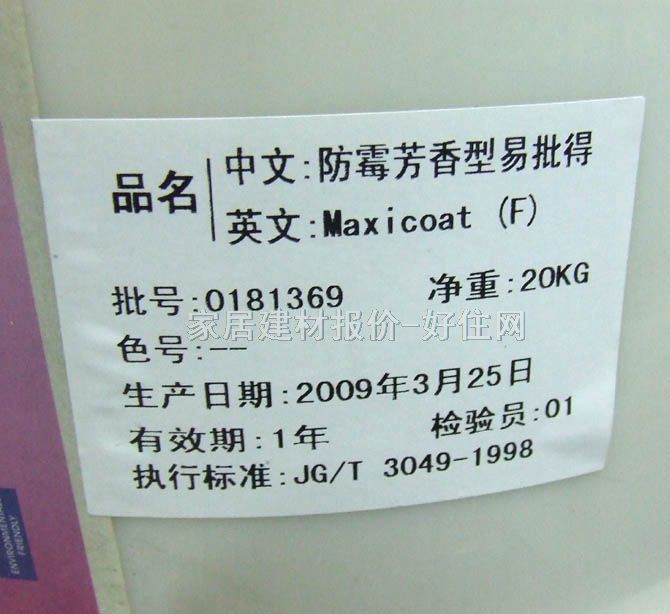 品名
中文:防霉芳香型易批得
英文:Maxicoat (F)
批号:0181369 净重:20KG
家居建材报价-好住网
色号:--
生产日期:2009年3月25日
有效期:1年 检验员:01
执行标准:JG/T 3049-1998
ENVIRONMENTAL
FRIENDLY